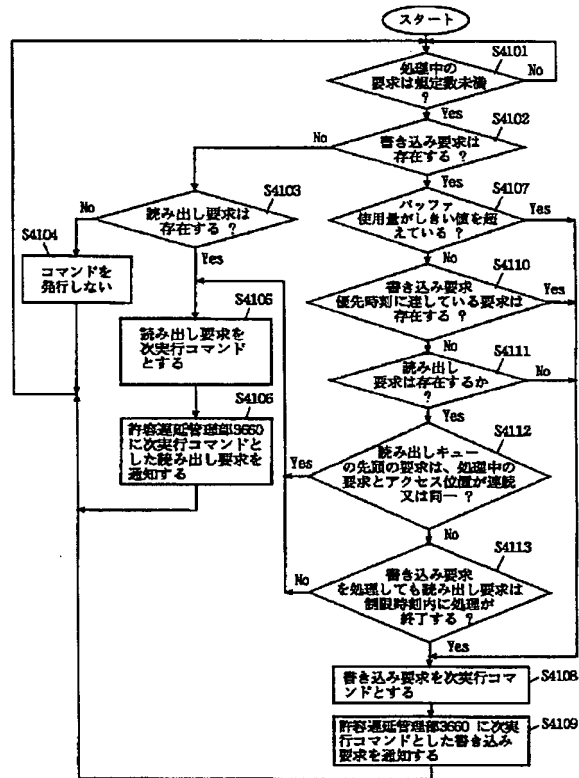 スタート
S4101
処理中の
要求は規定数未満
?
No
Yes
S4102
書き込み要求は
存在する ?
No
Yes
S4103
読み出し要求は
存在する ?
No
Yes
S4104
コマンドを
発行しない
S4105
読み出し要求を
次実行コマンド
とする
S4106
許容遅延管理部3660
に次実行コマンドとし
た読み出し要求を
通知する
S4107
バッファ
使用量がしきい値を超
えている ?
Yes
No
S4110
書き込み要求
優先時刻に達している要求は
存在する ?
Yes
No
S4111
読み出し
要求は存在するか
?
No
Yes
S4112
読み出しキュー
の先頭の要求は、処理中の
要求とアクセス位置が連続
又は同一 ?
Yes
No
S4113
書き込み要求
を処理しても読み出し要求は
制限時刻内に処理が
終了する ?
No
Yes
書き込み要求を次実行コマ
ンドとする
S4108
許容遅延管理部3660 に次実
行コマンドとした書き込み
要求を通知する
S4109